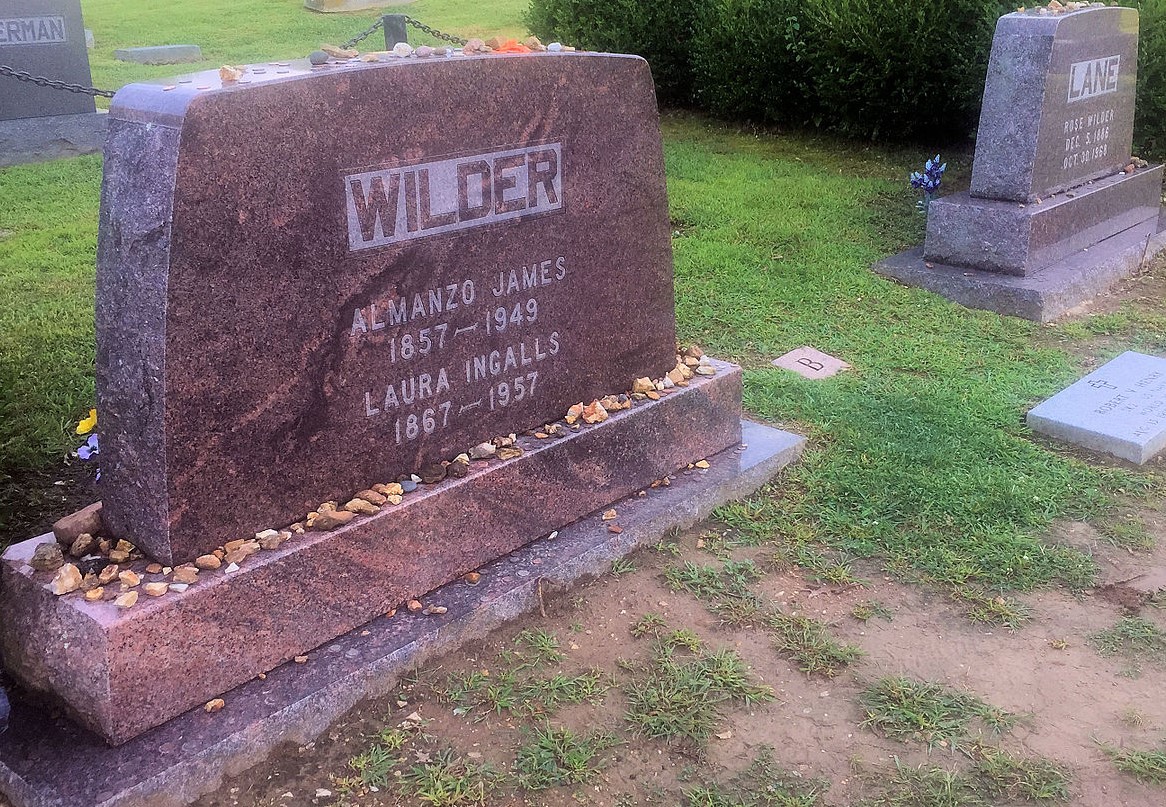 ERMAN
WILDER
ALMANZO JAMES
1857—1949
LAURA INGALLS
1867—1957
LANE
ROSE WILDER
DEC. 5, 1886
OCT. 30, 1968
B
ROBERT